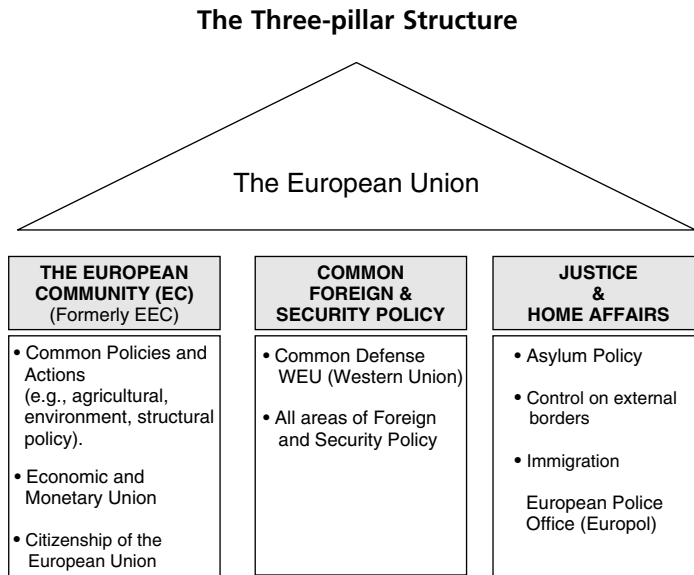 The Three-pillar Structure
The European Union
THE EUROPEAN
COMMUNITY (EC)
(Formerly EEC)
• Common Policies and
Actions
(e.g., agricultural,
environment, structural
policy).
• Economic and
Monetary Union
• Citizenship of the
European Union
COMMON
FOREIGN &
SECURITY POLICY
• Common Defense
WEU (Western Union)
• All areas of Foreign
and Security Policy
JUSTICE
&
HOME AFFAIRS
• Asylum Policy
• Control on external
borders
• Immigration
European Police
Office (Europol)